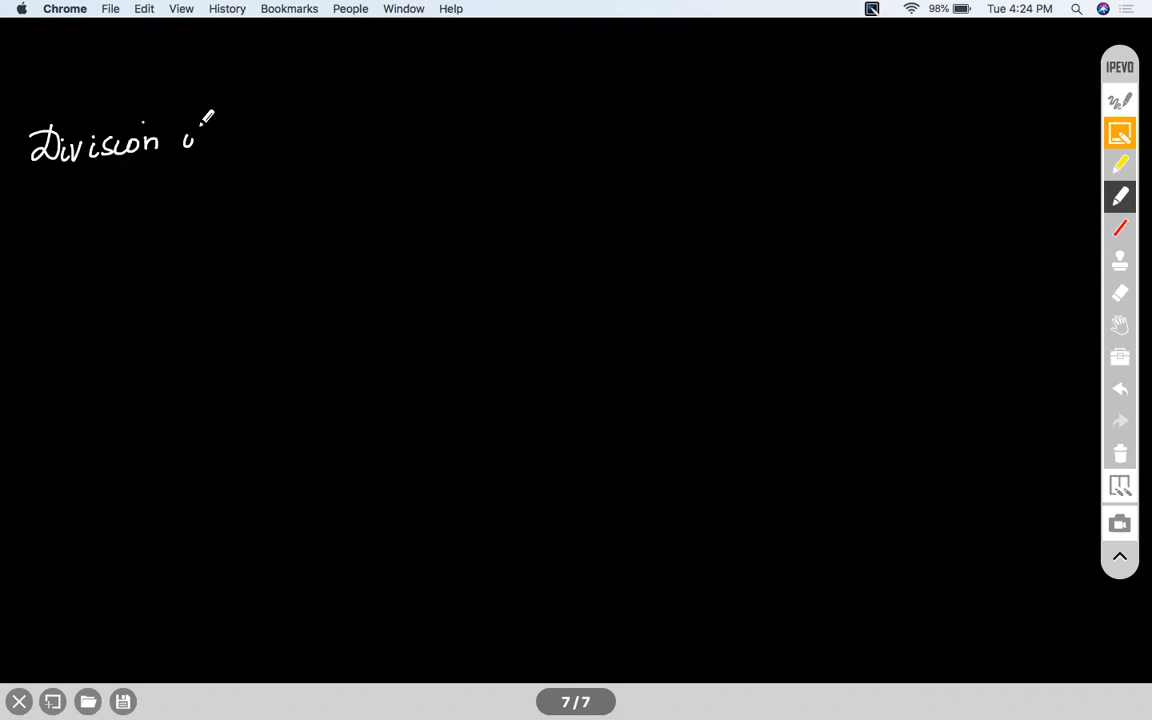 Chrome File Edit View History Bookmarks People Window Help 98% Tue 4:24 PM
IPEVO
Division
7/7